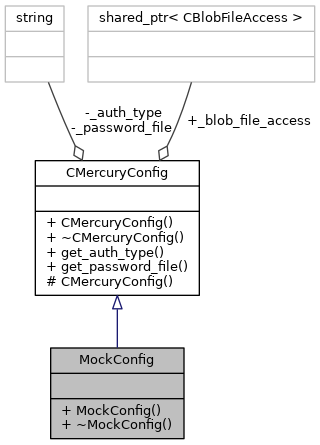 string
shared_ptr< CBlobFileAccess >
-_auth_type
-_password_file
+_blob_file_access
CMercuryConfig
+ CMercuryConfig()
+ ~CMercuryConfig()
+ get_auth_type()
+ get_password_file()
# CMercuryConfig()
MockConfig
+ MockConfig()
+ ~MockConfig()